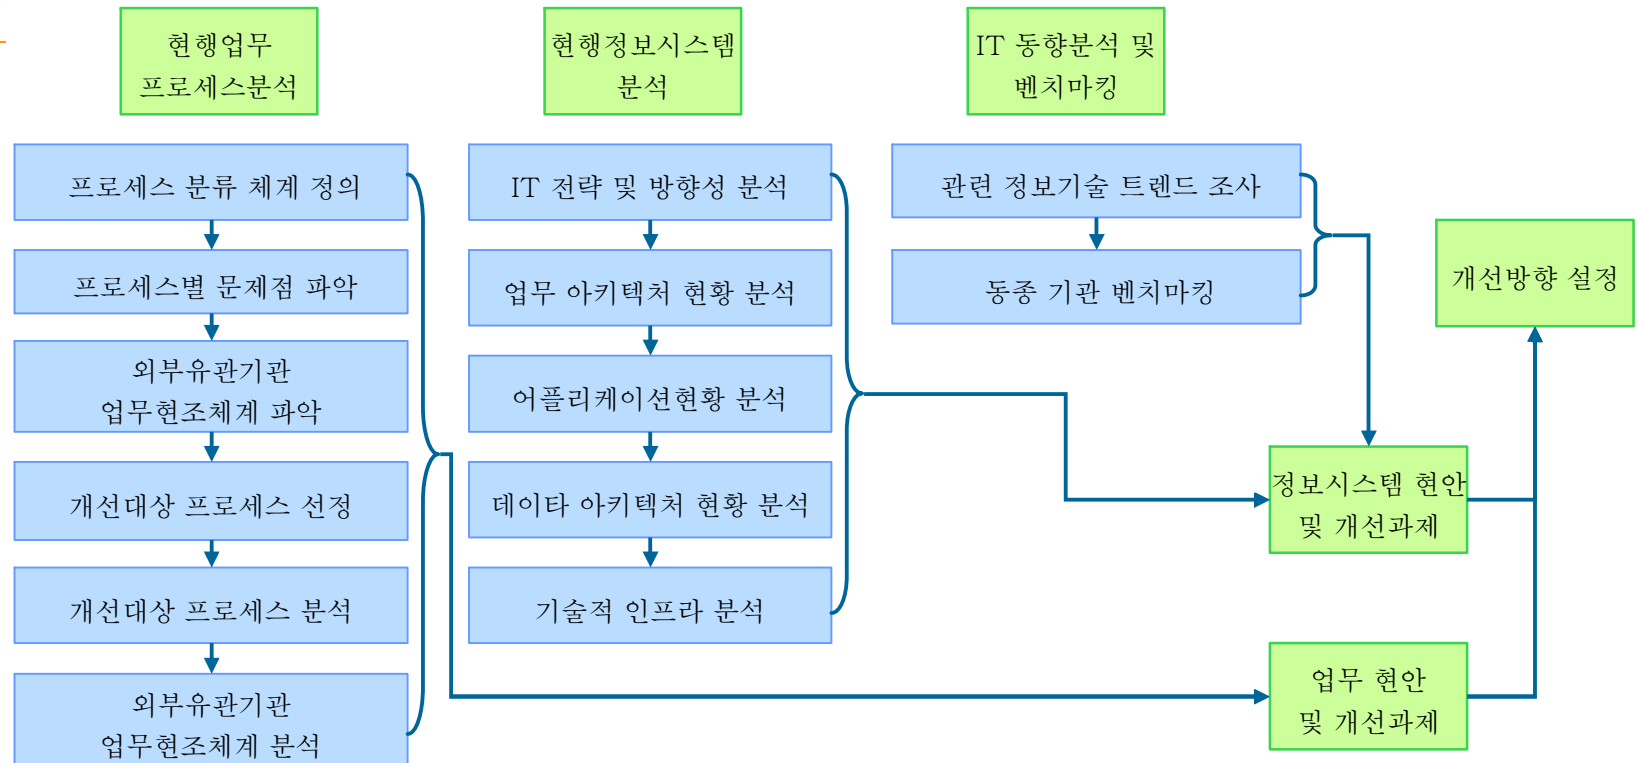 현행업무
프로세스분석
현행정보시스템
분석
IT 동향분석 및
벤치마킹
프로세스 분류 체계 정의
프로세스별 문제점 파악
외부유관기관
업무현조체계 파악
개선대상 프로세스 선정
개선대상 프로세스 분석
외부유관기관
업무현조체계 분석
IT 전략 및 방향성 분석
업무 아키텍처 현황 분석
어플리케이션현황 분석
데이타 아키텍처 현황 분석
기술적 인프라 분석
관련 정보기술 트렌드 조사
동종 기관 벤치마킹
정보시스템 현안
및 개선과제
업무 현안
및 개선과제
개선방향 설정